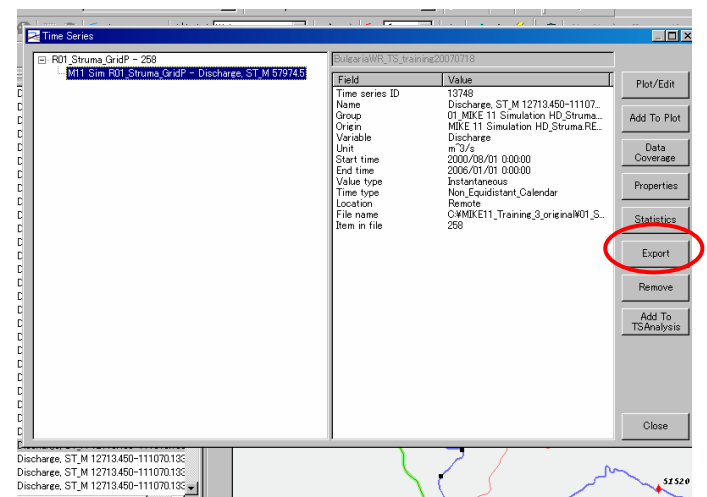 Time Series
R01_Struma_GridP - 258
M11 Sim R01_Struma_GridP - Discharge, ST_M 57974.5
BulgariaWR_TS_training20070718
Field Value
Time series ID 13748
Name Discharge, ST_M 12713.450-11107...
Group 01_MIKE 11 Simulation HD_Struma...
Origin MIKE 11 Simulation HD_Struma.RE...
Variable Discharge
Unit m^3/s
Start time 2000/08/01 0:00:00
End time 2006/01/01 0:00:00
Value type Instantaneous
Time type Non_Equidistant_Calendar
Location Remote
File name C:¥MIKE11_Training_3_original¥01_S...
Item in file 258
Plot/Edit
Add To Plot
Data
Coverage
Properties
Statistics
Export
Remove
Add To
TSAnalysis
Close
Discharge, ST_M 12713.450-111070.133
Discharge, ST_M 12713.450-111070.133
Discharge, ST_M 12713.450-111070.133
51520